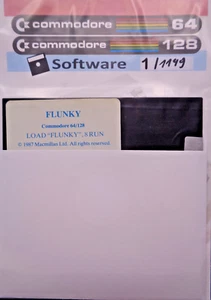 commodore 64
commodore 128
Software 1/1149
FLUNKY
Commodore 64/128
LOAD "FLUNKY",8 RUN
© 1987 Macmillan Ltd. All rights reserved.